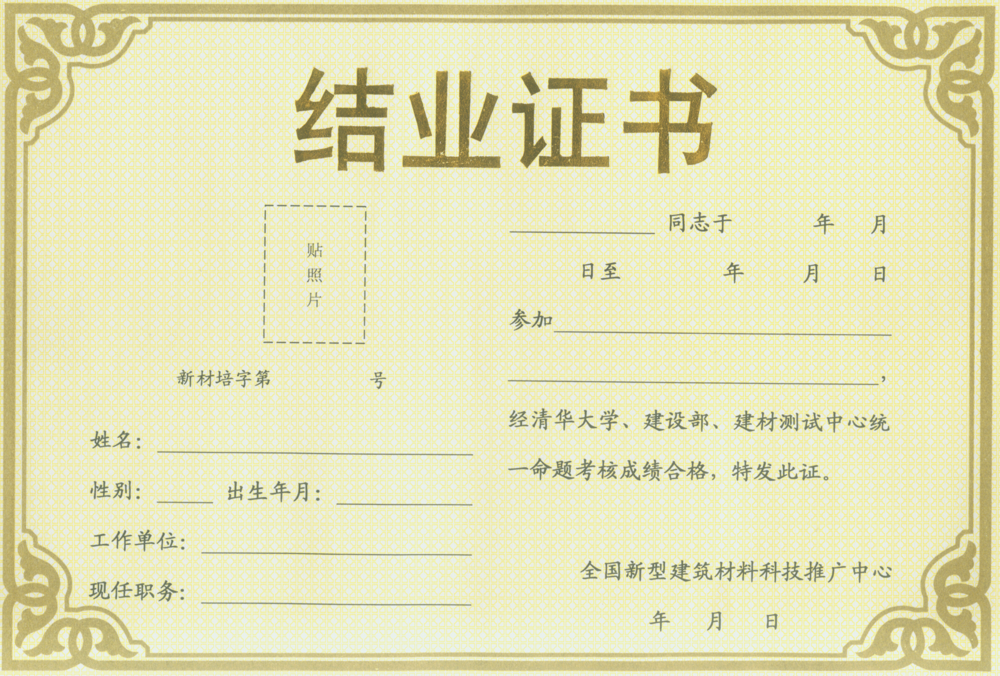 结业证书
贴
照
片
新材培字第 号
姓名：
性别： 出生年月：
工作单位：
现任职务：
同志于 年 月
日至 年 月 日
参加
，
经清华大学、建设部、建材测试中心统
一命题考核成绩合格，特发此证。
全国新型建筑材料科技推广中心
年 月 日